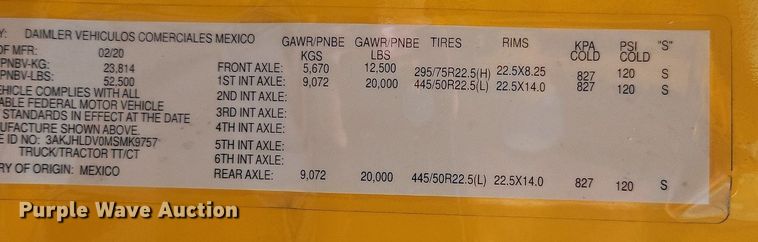 Y: DAIMLER VEHICULOS COMERCIALES MEXICO
OF MFR: 02/20
/PNBV-KG: 23,814
PNBV-LBS: 52,500
EHICLE COMPLIES WITH ALL
ABLE FEDERAL MOTOR VEHICLE
STANDARDS IN EFFECT AT THE DATE
UFACTURE SHOWN ABOVE.
E ID NO: 3AKJHLDV0MSMK9757
TRUCK/TRACTOR TT/CT
RY OF ORIGIN: MEXICO
GAWR/PNBE KGS GAWR/PNBE LBS TIRES RIMS KPA COLD PSI COLD "S"
FRONT AXLE: 5,670 12,500 295/75R22.5(H) 22.5X8.25 827 120 S
1ST INT AXLE: 9,072 20,000 445/50R22.5(L) 22.5X14.0 827 120 S
2ND INT AXLE:
3RD INT AXLE:
4TH INT AXLE:
5TH INT AXLE:
6TH INT AXLE:
REAR AXLE: 9,072 20,000 445/50R22.5(L) 22.5X14.0 827 120 S
Purple Wave Auction